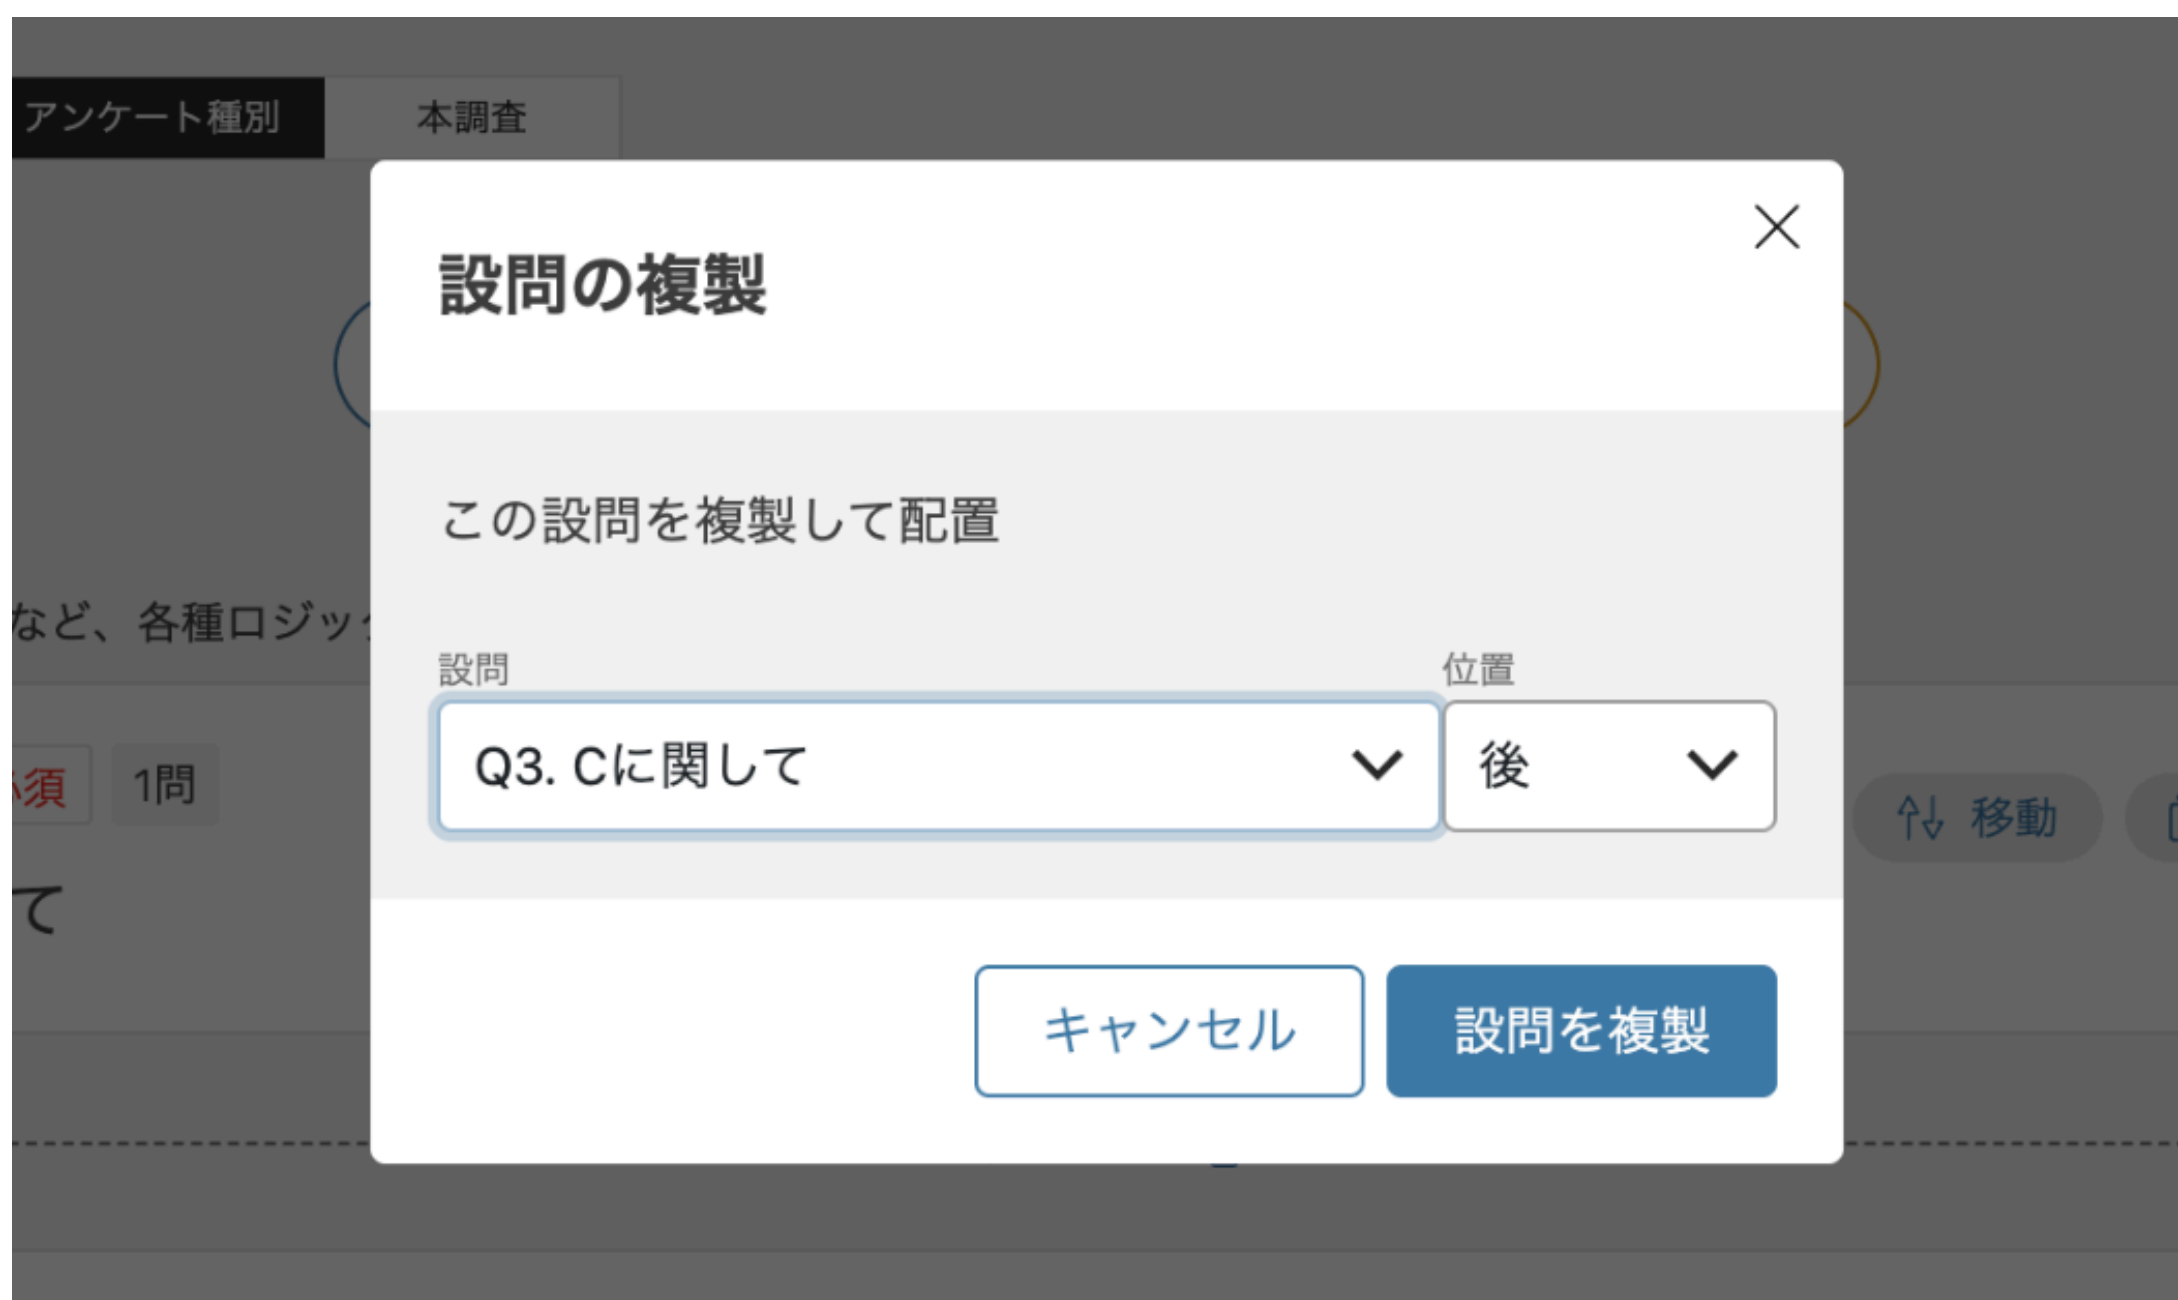 アンケート種別 本調査
設問の複製
この設問を複製して配置
など、各種ロジック
設問 位置
Q3. Cに関して 後
必須 1問 移動
て
キャンセル 設問を複製